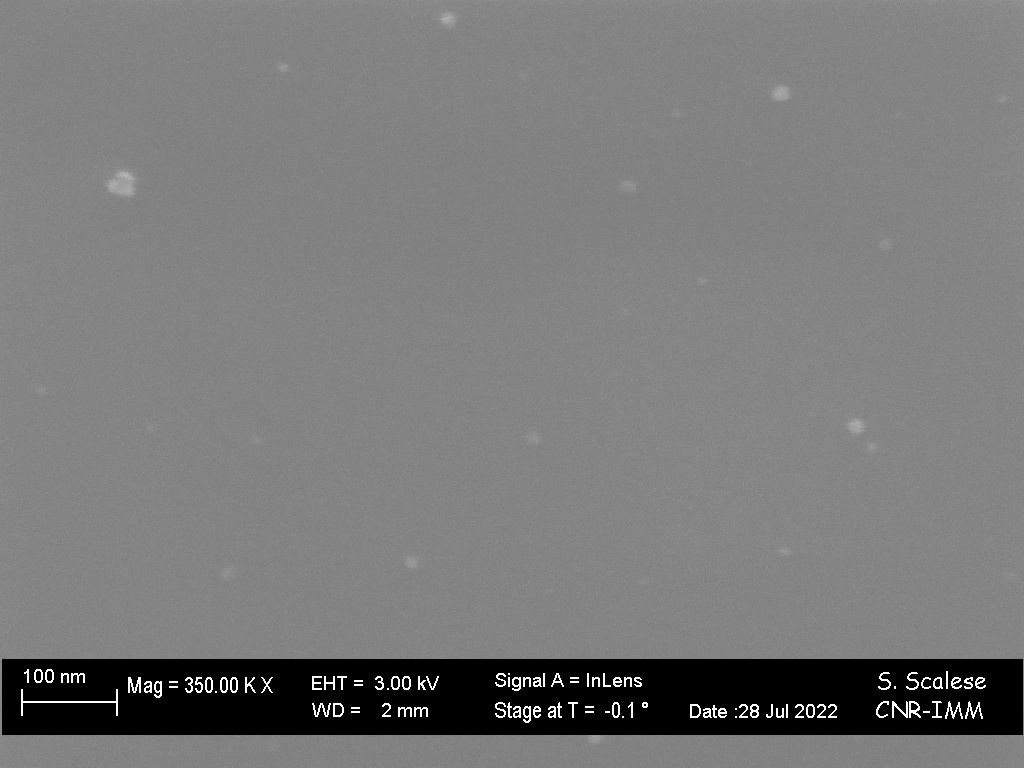 100 nm
Mag = 350.00 K X
EHT = 3.00 kV
WD = 2 mm
Signal A = InLens
Stage at T = -0.1 °
Date :28 Jul 2022
S. Scalese
CNR-IMM